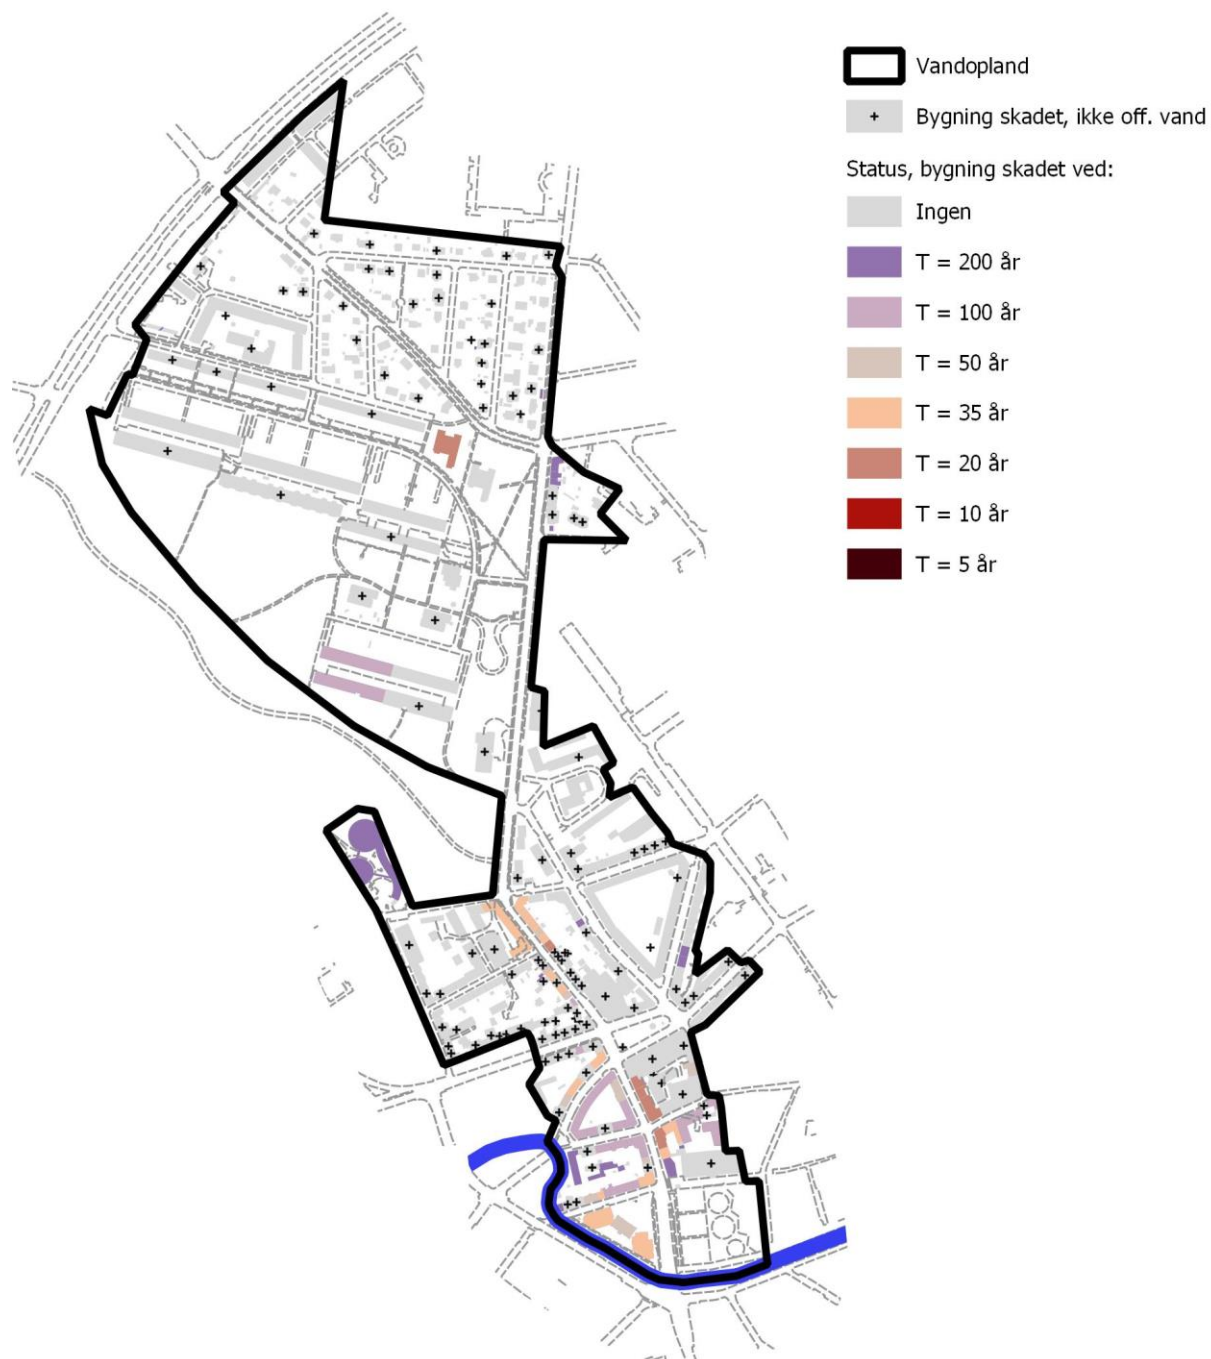 Vandopland
Bygning skadet, ikke off. vand
Status, bygning skadet ved:
Ingen
T = 200 år
T = 100 år
T = 50 år
T = 35 år
T = 20 år
T = 10 år
T = 5 år